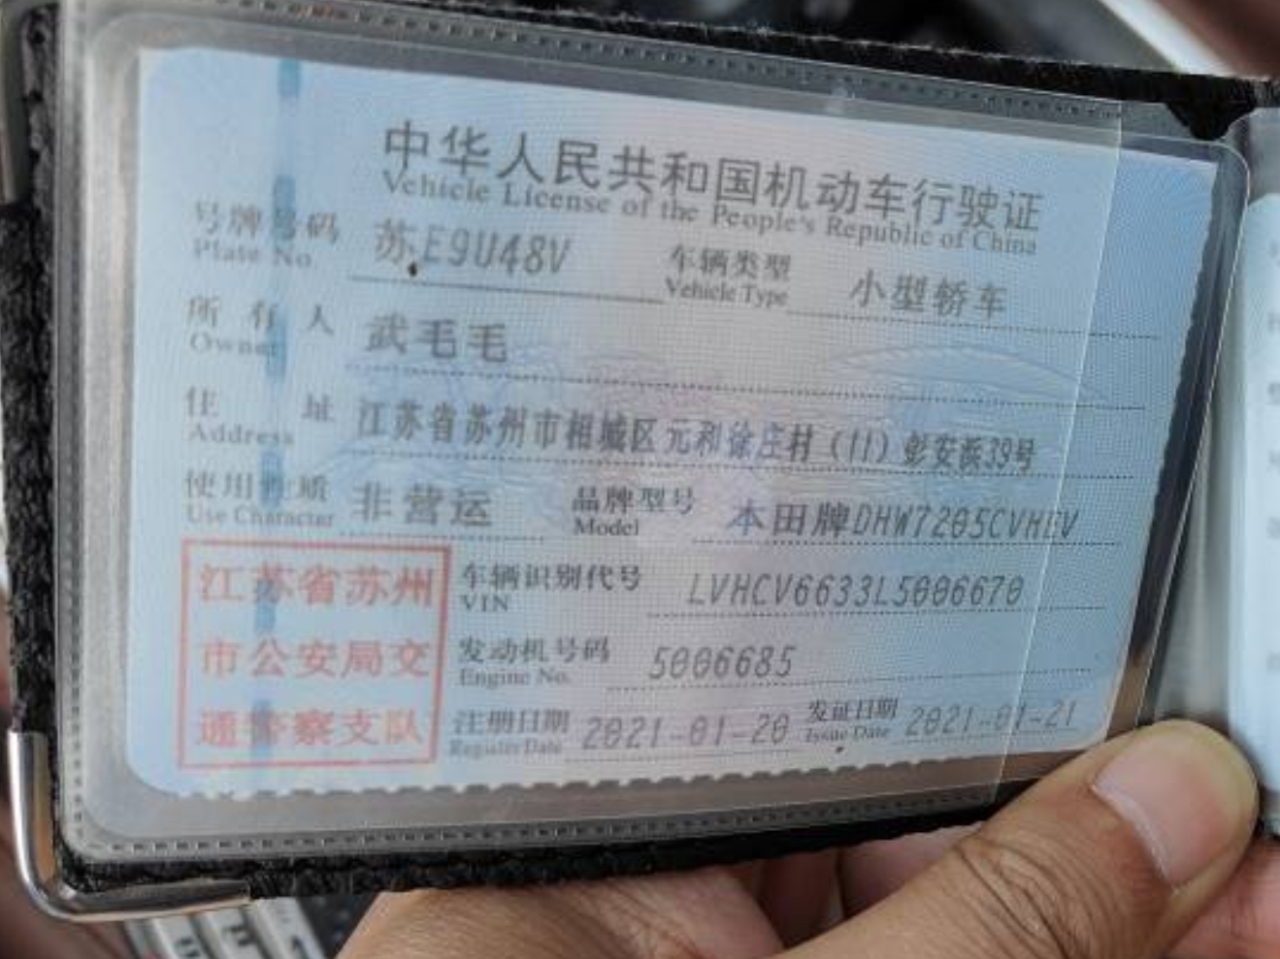 中华人民共和国机动车行驶证
Vehicle License of the People's Republic of China
号牌号码 苏E9U48V 车辆类型 小型轿车
Plate No. Vehicle Type
所有人 武毛毛
Owner
住址 江苏省苏州市相城区元和徐庄村(11)彭安浜39号
Address
使用性质 非营运 品牌型号 本田牌DHW7205CVHEV
Use Character Model
江苏省苏州
市公安局交
通警察支队
车辆识别代号 LVHCV6633L5006670
VIN
发动机号码 5006685
Engine No.
注册日期 2021-01-20 发证日期 2021-01-21
Register Date Issue Date